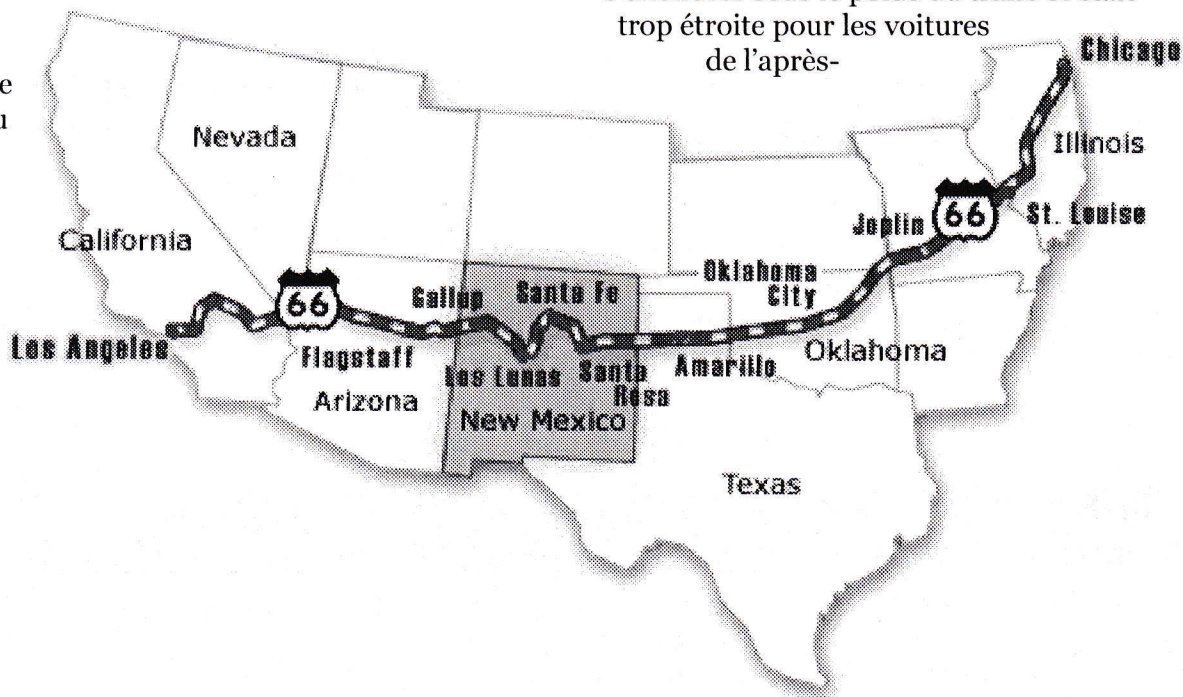 trop étroite pour les voitures
de l'après-
e
u
Chicago
Nevada
Illinois
66
Joplin
St. Louise
California
Oklahoma
City
66
Gallup
Santa Fe
Los Angeles
Flagstaff
Los Lunas
Santa
Rosa
Amarillo
Oklahoma
Arizona
New Mexico
Texas